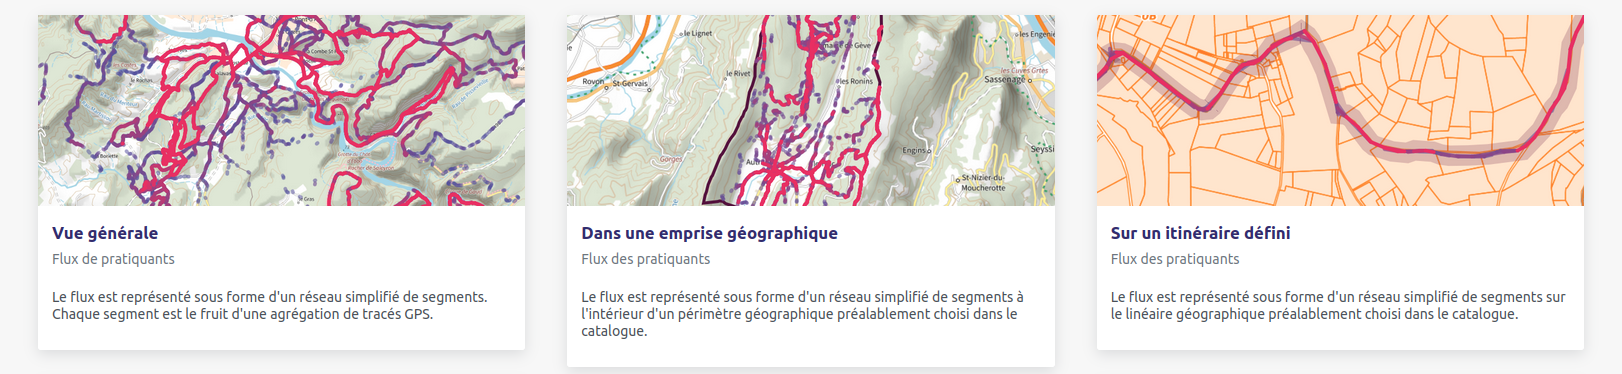 le Lignet
Rovon
St-Gervais
le Rivet
les Ronins
Gorges
les Engenie
les Cuves
Sassenage
Engins
Seyssi
St-Nizier-du-
Moucherotte
Vue générale
Flux de pratiquants
Le flux est représenté sous forme d'un réseau simplifié de segments.
Chaque segment est le fruit d'une agrégation de tracés GPS.
Dans une emprise géographique
Flux des pratiquants
Le flux est représenté sous forme d'un réseau simplifié de segments à
l'intérieur d'un périmètre géographique préalablement choisi dans le
catalogue.
Sur un itinéraire défini
Flux des pratiquants
Le flux est représenté sous forme d'un réseau simplifié de segments sur
le linéaire géographique préalablement choisi dans le catalogue.